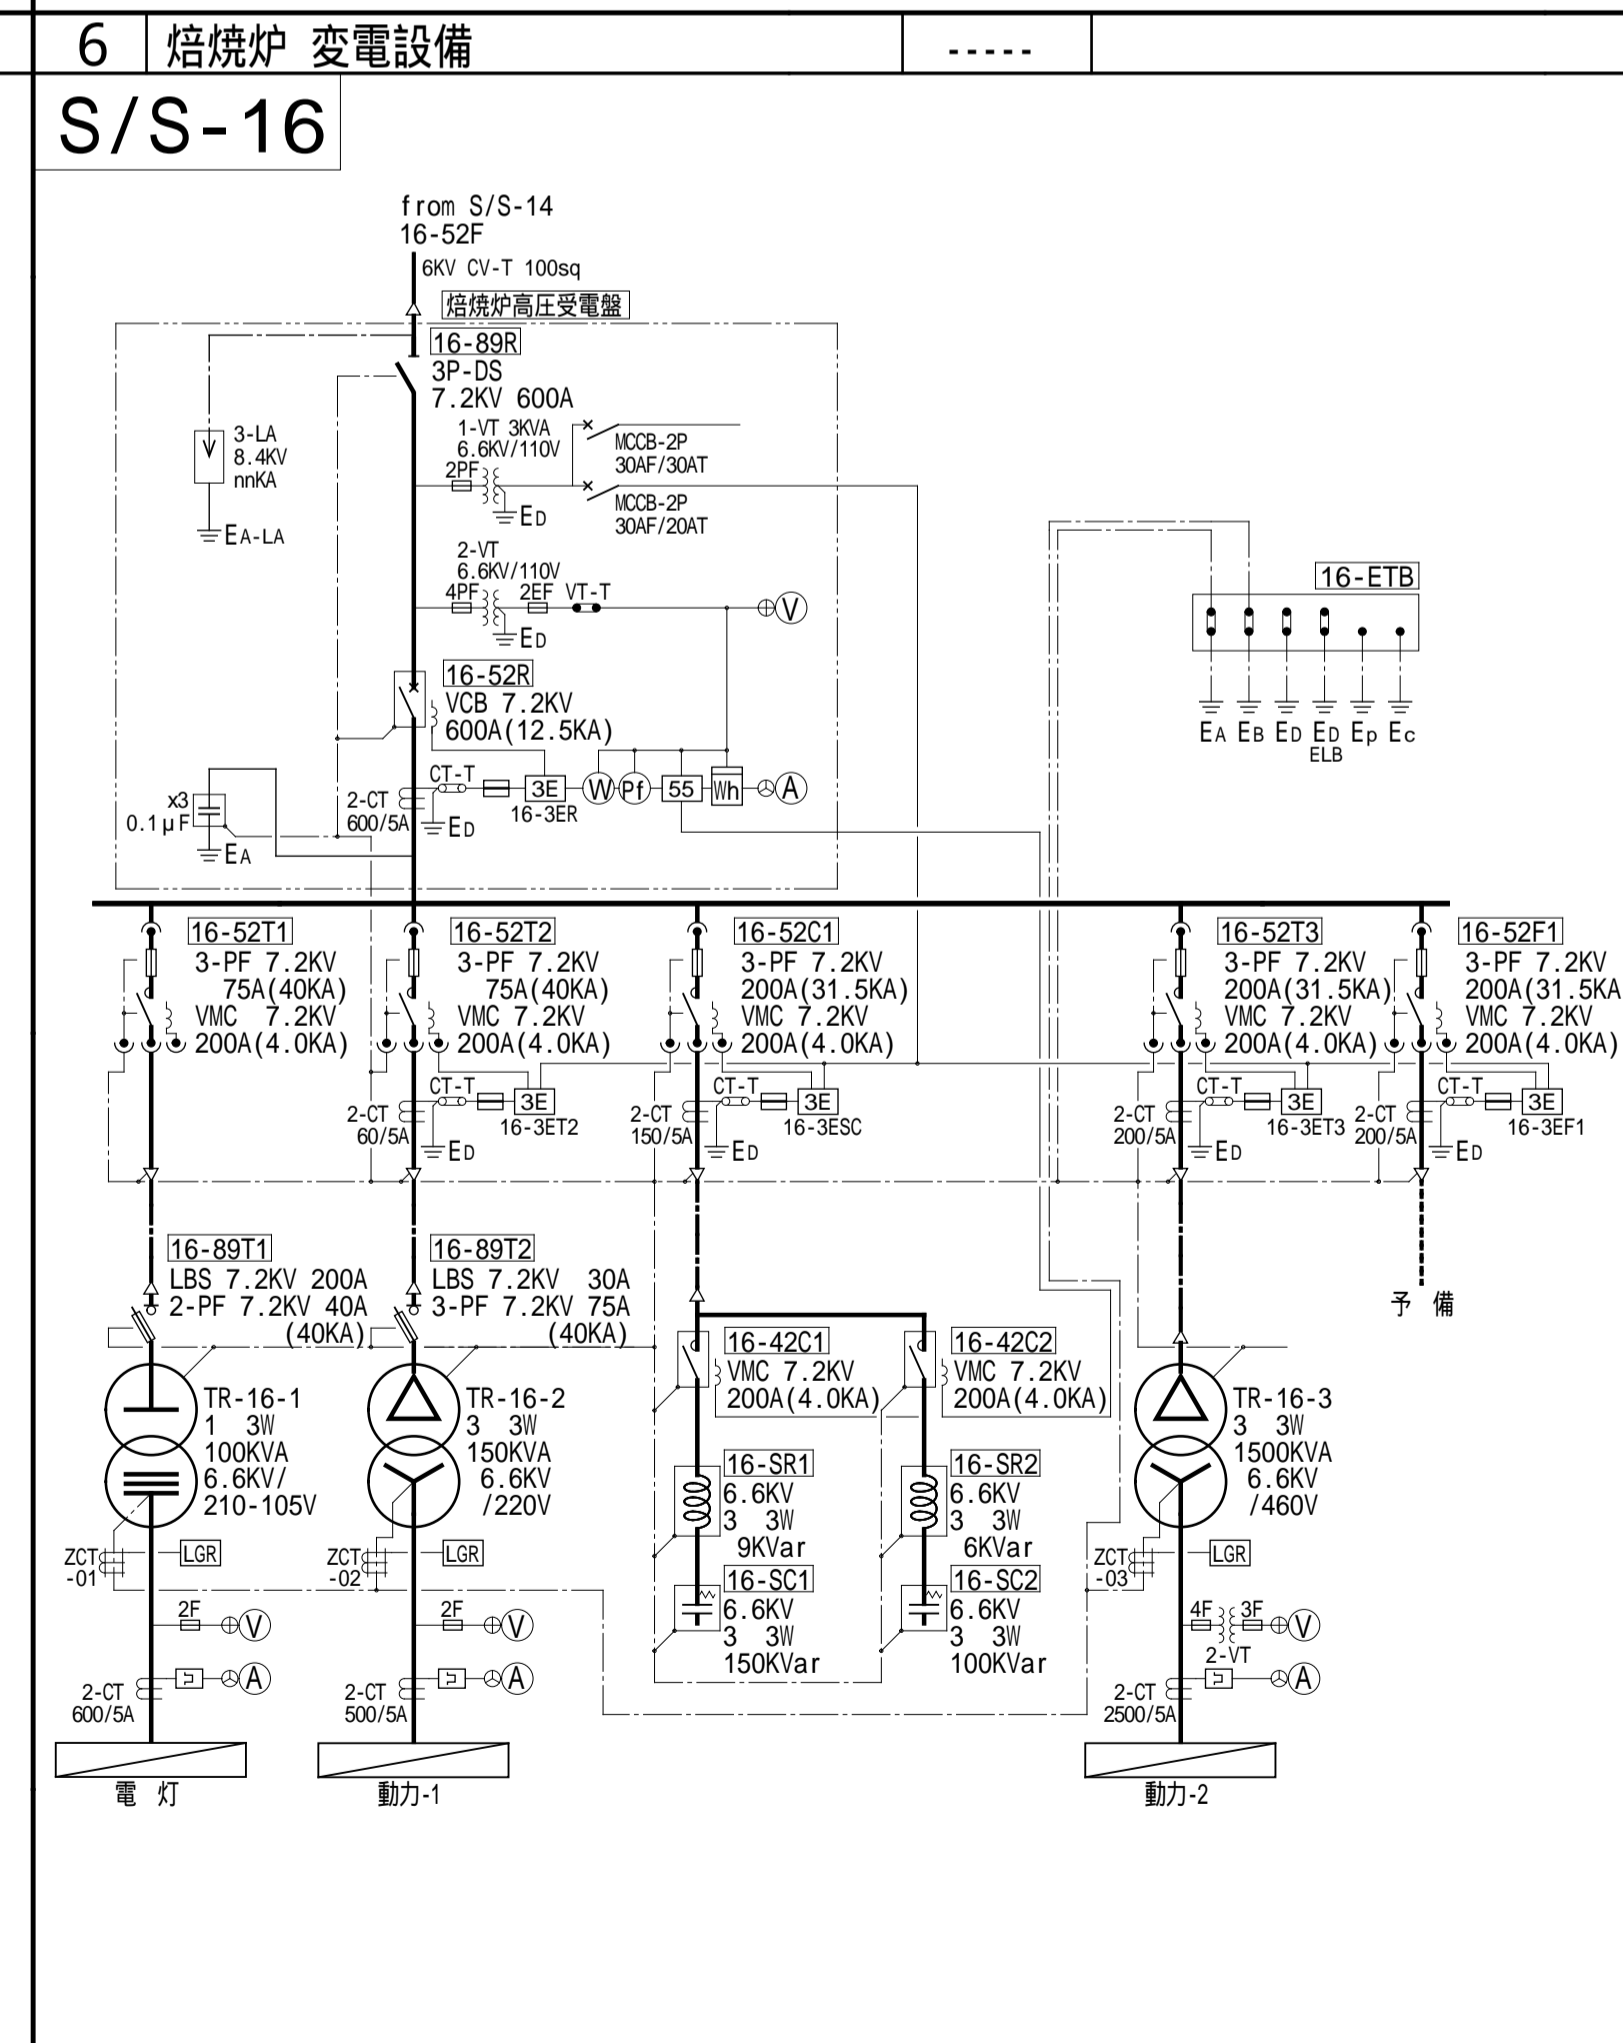 6
焙焼炉 変電設備
-----
S/S-16
from S/S-14
16-52F
6KV CV-T 100sq
焙焼炉高圧受電盤
16-89R
3P-DS
7.2KV 600A
3-LA
8.4KV
nnKA
EA-LA
1-VT 3KVA
6.6KV/110V
2PF
ED
MCCB-2P
30AF/30AT
MCCB-2P
30AF/20AT
2-VT
6.6KV/110V
4PF
2EF
VT-T
V
ED
16-52R
VCB 7.2KV
600A(12.5KA)
CT-T
2-CT
600/5A
ED
3E
16-3ER
W
Pf
55
Wh
A
x3
0.1μF
EA
16-ETB
EA
EB
ED
ED
ELB
Ep
Ec
16-52T1
3-PF 7.2KV
75A(40KA)
VMC 7.2KV
200A(4.0KA)
16-52T2
3-PF 7.2KV
75A(40KA)
VMC 7.2KV
200A(4.0KA)
CT-T
3E
2-CT
60/5A
16-3ET2
ED
16-52C1
3-PF 7.2KV
200A(31.5KA)
VMC 7.2KV
200A(4.0KA)
CT-T
3E
2-CT
150/5A
16-3ESC
ED
16-52T3
3-PF 7.2KV
200A(31.5KA)
VMC 7.2KV
200A(4.0KA)
CT-T
3E
2-CT
200/5A
16-3ET3
ED
16-52F1
3-PF 7.2KV
200A(31.5KA
VMC 7.2KV
200A(4.0KA)
CT-T
3E
2-CT
200/5A
16-3EF1
ED
予 備
16-89T1
LBS 7.2KV 200A
2-PF 7.2KV 40A
(40KA)
16-89T2
LBS 7.2KV 30A
3-PF 7.2KV 75A
(40KA)
TR-16-1
1 3W
100KVA
6.6KV/
210-105V
TR-16-2
3 3W
150KVA
6.6KV
/220V
16-42C1
VMC 7.2KV
200A(4.0KA)
16-42C2
VMC 7.2KV
200A(4.0KA)
16-SR1
6.6KV
3 3W
9KVar
16-SR2
6.6KV
3 3W
6KVar
16-SC1
6.6KV
3 3W
150KVar
16-SC2
6.6KV
3 3W
100KVar
TR-16-3
3 3W
1500KVA
6.6KV
/460V
ZCT
-01
LGR
2F
V
A
2-CT
600/5A
電 灯
ZCT
-02
LGR
2F
V
A
2-CT
500/5A
動力-1
ZCT
-03
LGR
4F
3F
V
2-VT
A
2-CT
2500/5A
動力-2